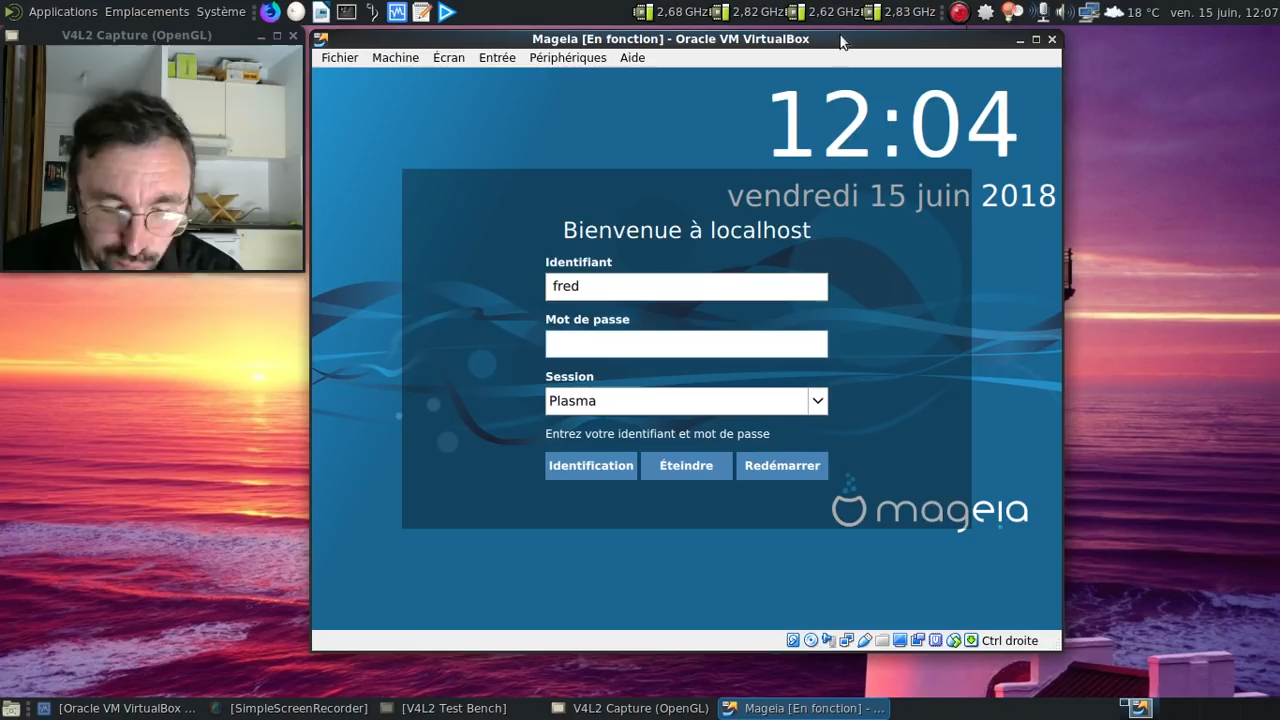 Applications Emplacements Système 2,68 GHz 2,82 GHz 2,62 GHz 2,83 GHz 18 °C ven. 15 juin, 12:07
V4L2 Capture (OpenGL)
Mageia [En fonction] - Oracle VM VirtualBox
Fichier Machine Écran Entrée Périphériques Aide
12:04
vendredi 15 juin 2018
Bienvenue à localhost
Identifiant
fred
Mot de passe
Session
Plasma
Entrez votre identifiant et mot de passe
Identification Éteindre Redémarrer
mageia
Ctrl droite
[Oracle VM VirtualBox ... [SimpleScreenRecorder] [V4L2 Test Bench] V4L2 Capture (OpenGL) Mageia [En fonction] - ...